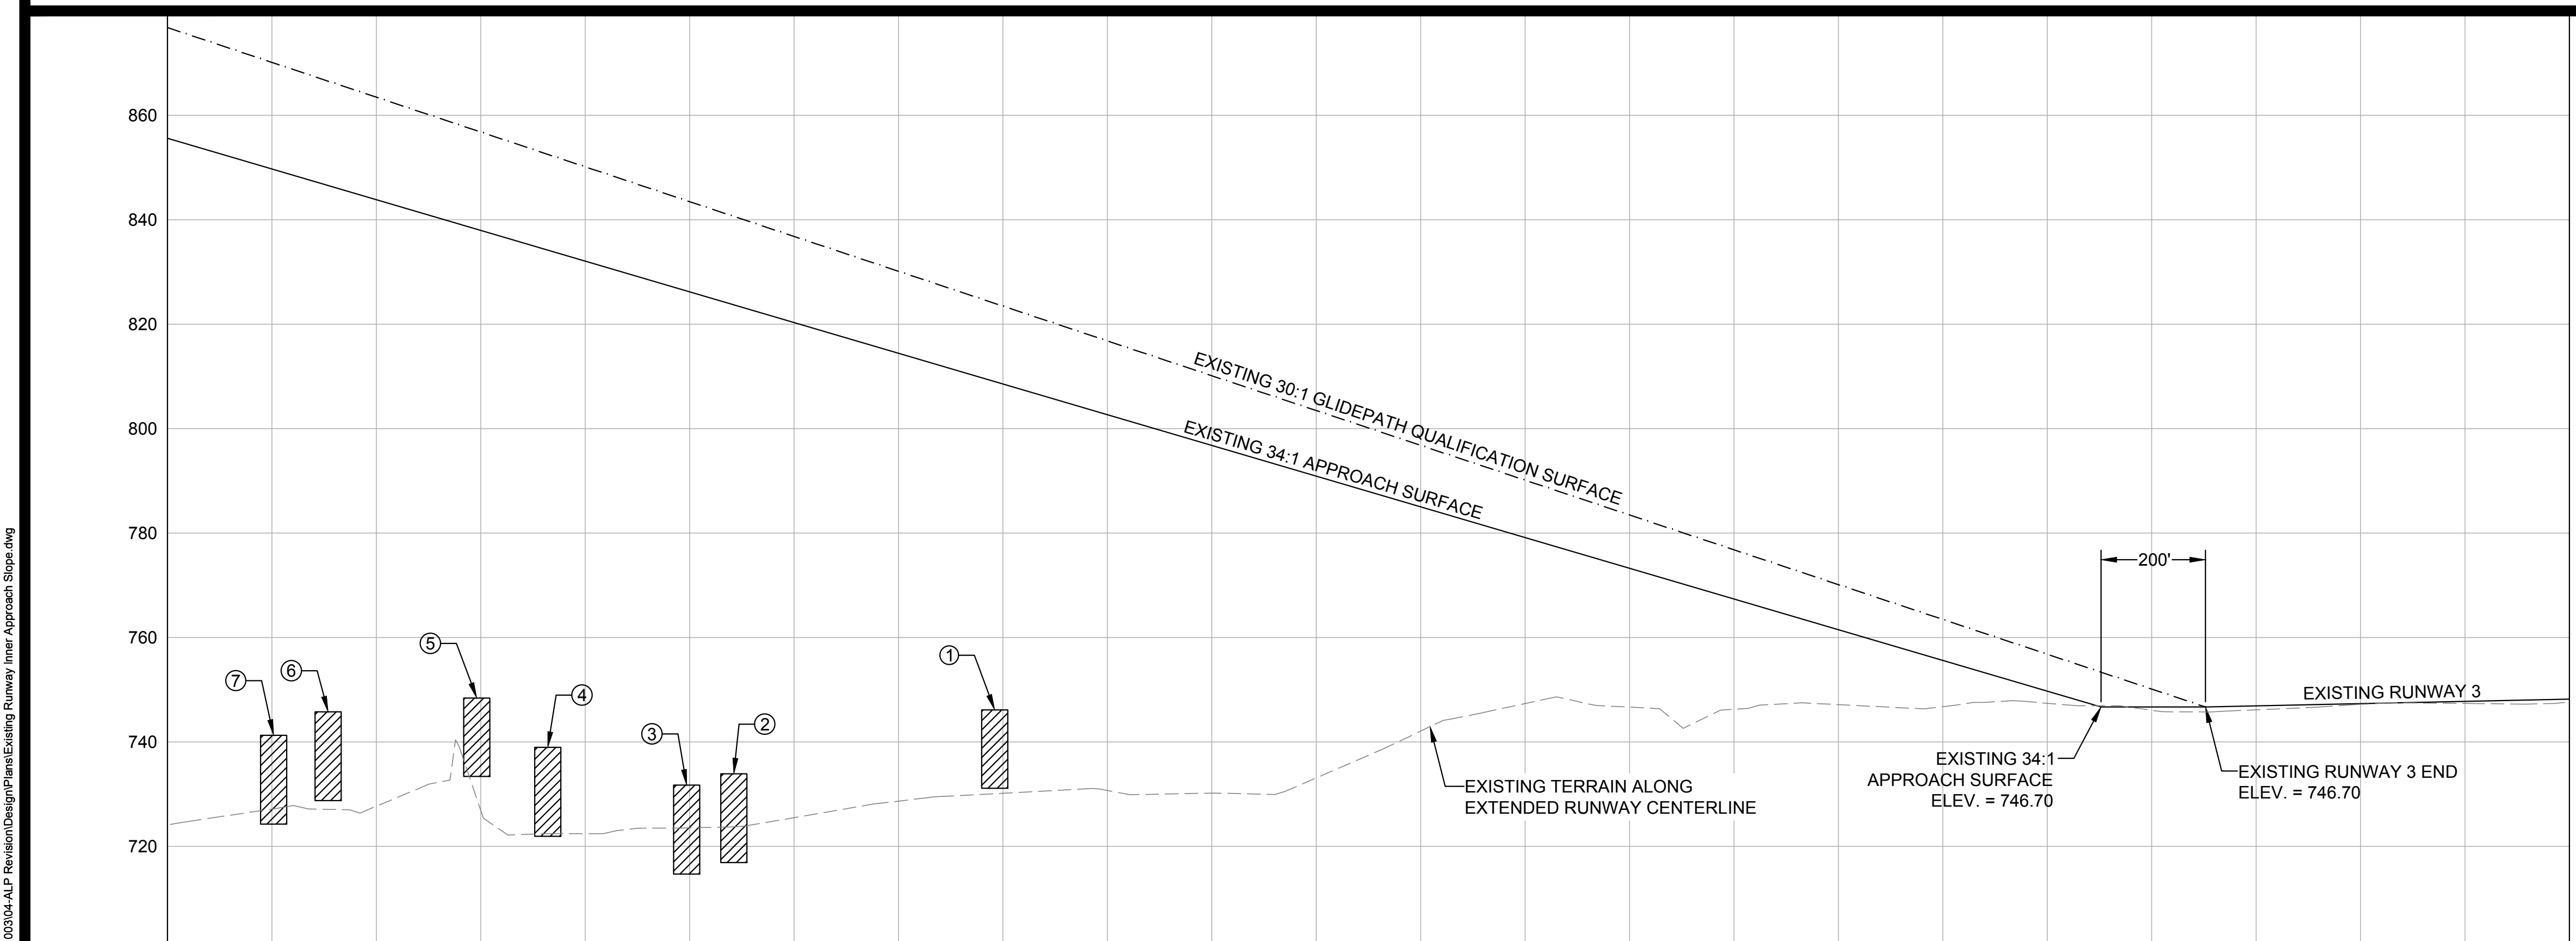 003\04-ALP Revision\Design\Plans\Existing Runway Inner Approach Slope.dwg
860
840
820
800
780
760
740
720
EXISTING 30:1 GLIDEPATH QUALIFICATION SURFACE
EXISTING 34:1 APPROACH SURFACE
200'
7
6
5
4
3
2
1
EXISTING RUNWAY 3
EXISTING TERRAIN ALONG
EXTENDED RUNWAY CENTERLINE
EXISTING 34:1
APPROACH SURFACE
ELEV. = 746.70
EXISTING RUNWAY 3 END
ELEV. = 746.70